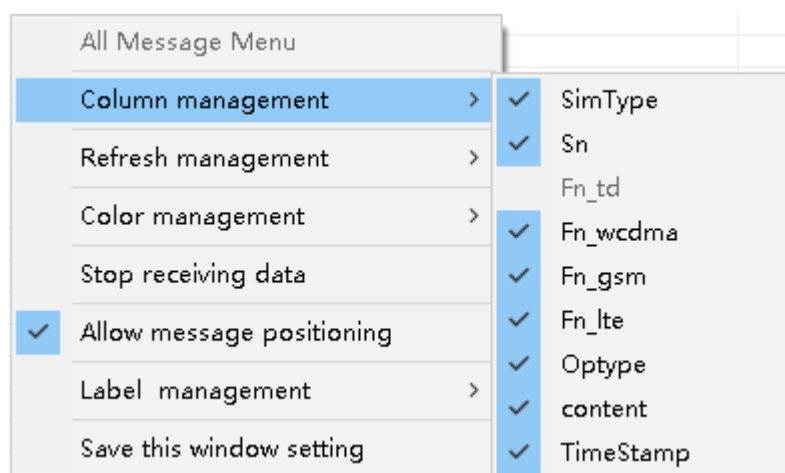 All Message Menu
Column management
Refresh management
Color management
Stop receiving data
Allow message positioning
Label management
Save this window setting
SimType
Sn
Fn_td
Fn_wcdma
Fn_gsm
Fn_lte
Optype
content
TimeStamp